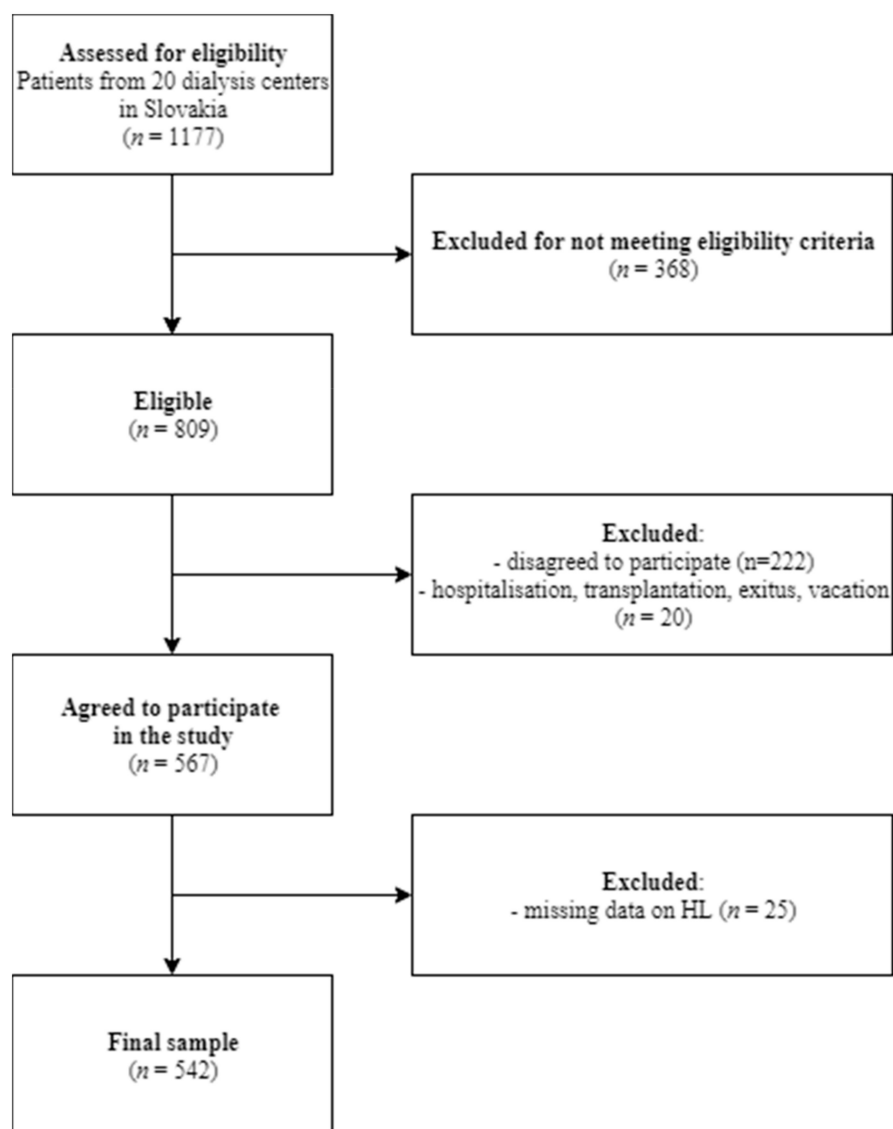 Assessed for eligibility
Patients from 20 dialysis centers
in Slovakia
(n = 1177)
Excluded for not meeting eligibility criteria
(n = 368)
Eligible
(n = 809)
Excluded:
- disagreed to participate (n=222)
- hospitalisation, transplantation, exitus, vacation
(n = 20)
Agreed to participate
in the study
(n = 567)
Excluded:
- missing data on HL (n = 25)
Final sample
(n = 542)